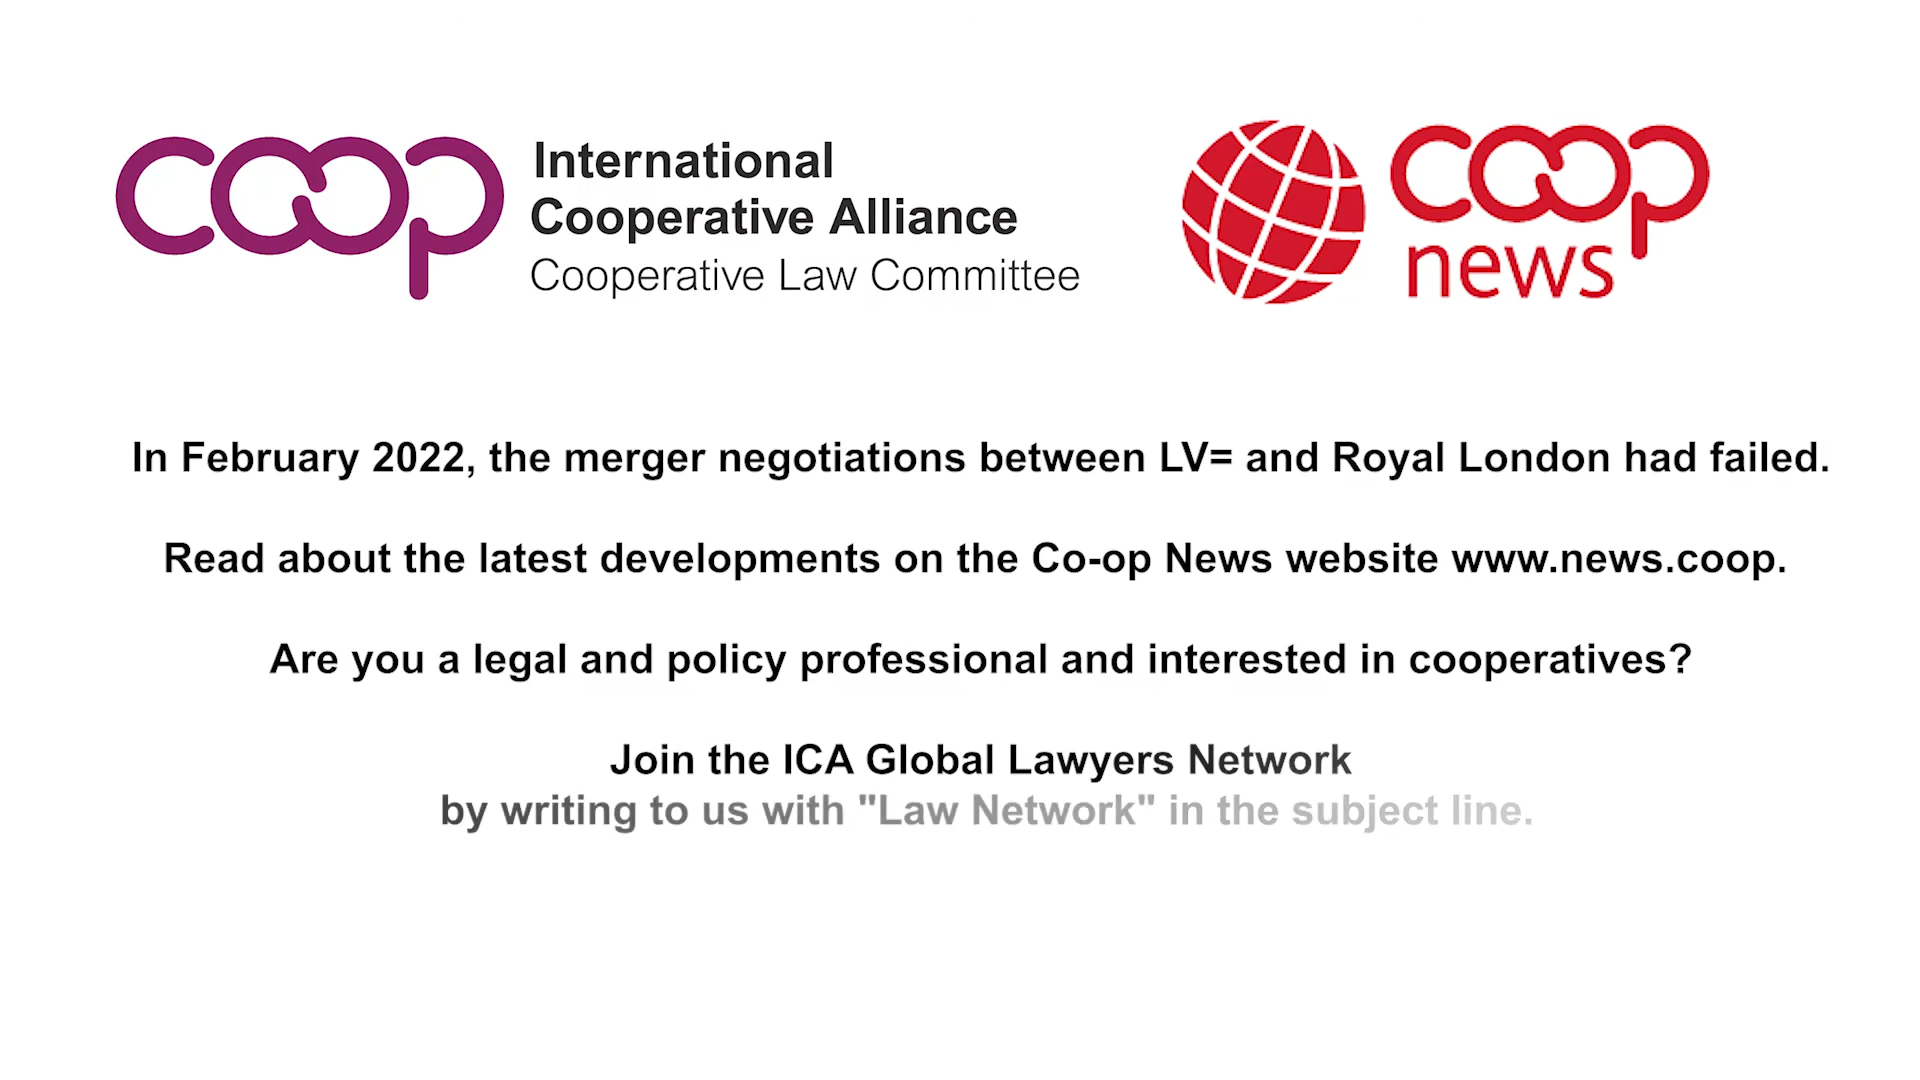 coop
International
Cooperative Alliance
Cooperative Law Committee
coop
news
In February 2022, the merger negotiations between LV= and Royal London had failed.
Read about the latest developments on the Co-op News website www.news.coop.
Are you a legal and policy professional and interested in cooperatives?
Join the ICA Global Lawyers Network
by writing to us with "Law Network" in the subject line.